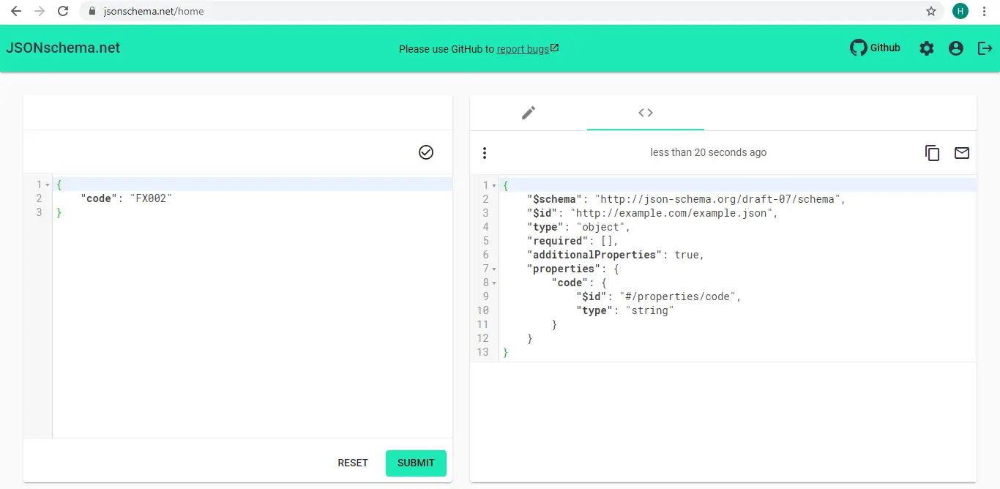 jsonschema.net/home
H
JSONschema.net
Please use GitHub to report bugs
Github
less than 20 seconds ago
1 {
2     "code": "FX002"
3 }
RESET
SUBMIT
1 {
2     "$schema": "http://json-schema.org/draft-07/schema",
3     "$id": "http://example.com/example.json",
4     "type": "object",
5     "required": [],
6     "additionalProperties": true,
7     "properties": {
8         "code": {
9             "$id": "#/properties/code",
10             "type": "string"
11         }
12     }
13 }